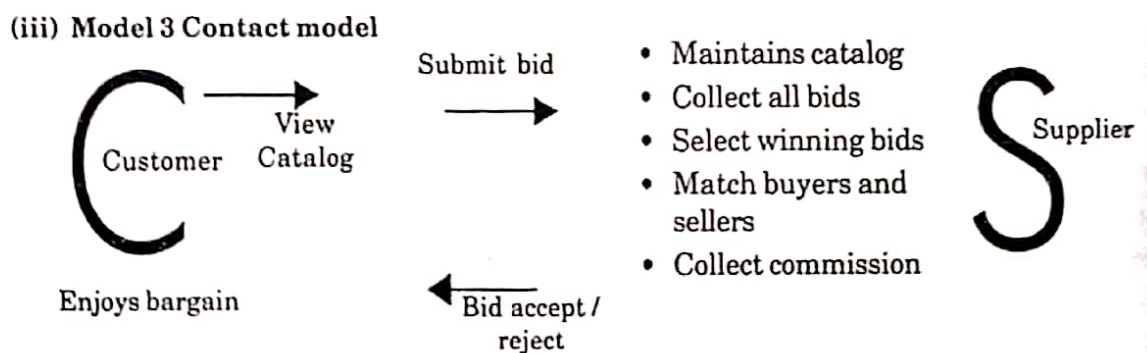 (iii) Model 3 Contact model
C
Customer
View
Catalog
Enjoys bargain
Submit bid
Bid accept /
reject
• Maintains catalog
• Collect all bids
• Select winning bids
• Match buyers and
sellers
• Collect commission
S
Supplier